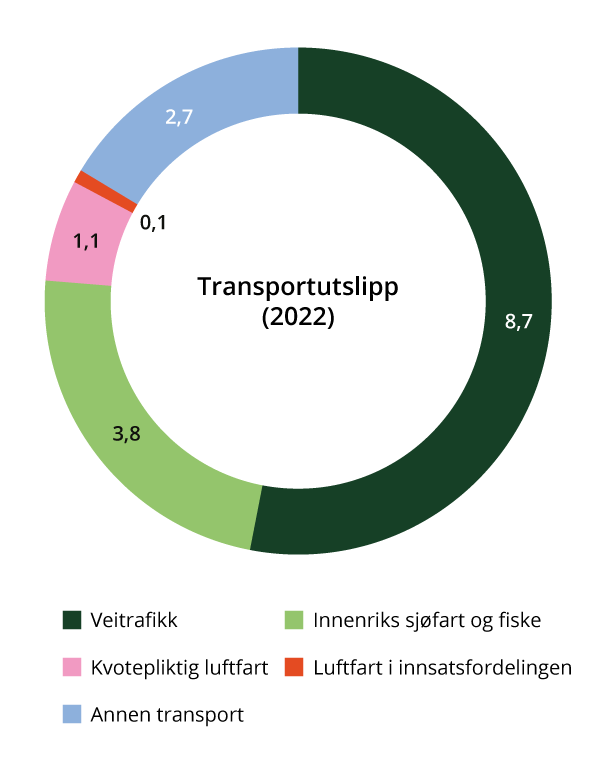 2,7
0,1
1,1
Transportutslipp
(2022)
8,7
3,8
Veitrafikk
Innenriks sjøfart og fiske
Kvotepliktig luftfart
Luftfart i innsatsfordelingen
Annen transport